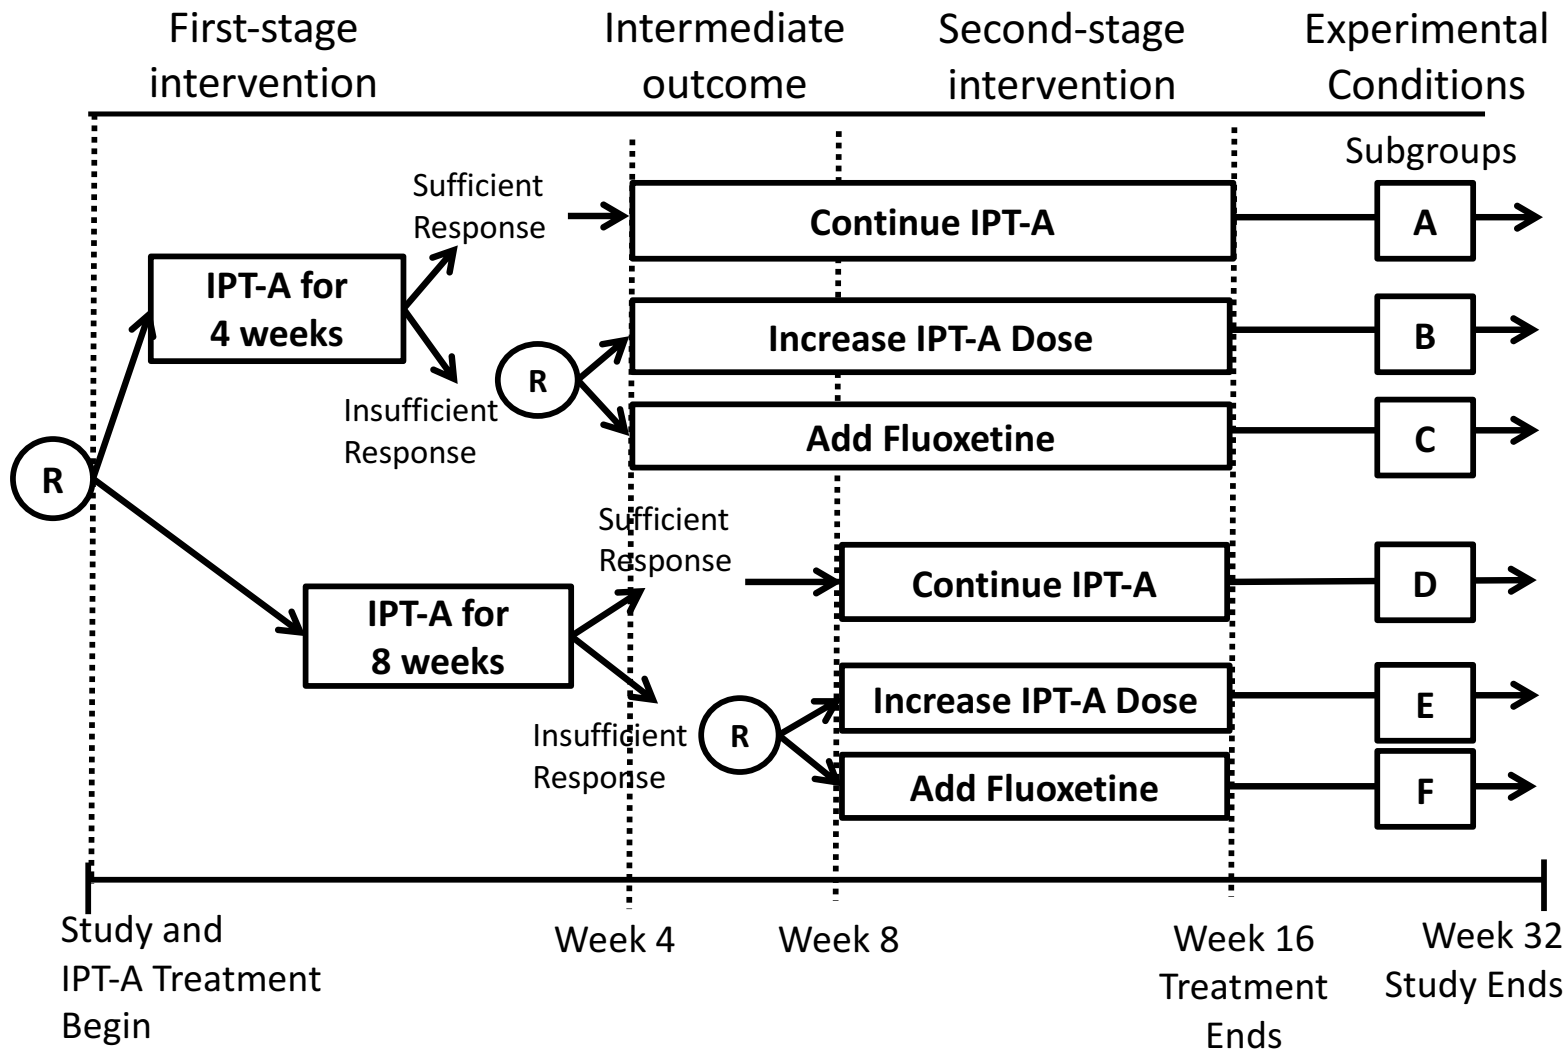 First-stage
intervention
Intermediate
outcome
Second-stage
intervention
Experimental
Conditions
Subgroups
Sufficient
Response
Continue IPT-A
A
IPT-A for
4 weeks
Increase IPT-A Dose
B
R
Insufficient
Response
Add Fluoxetine
C
R
Sufficient
Response
Continue IPT-A
D
IPT-A for
8 weeks
Increase IPT-A Dose
E
Insufficient
Response
R
Add Fluoxetine
F
Study and
IPT-A Treatment
Begin
Week 4
Week 8
Week 16
Treatment
Ends
Week 32
Study Ends